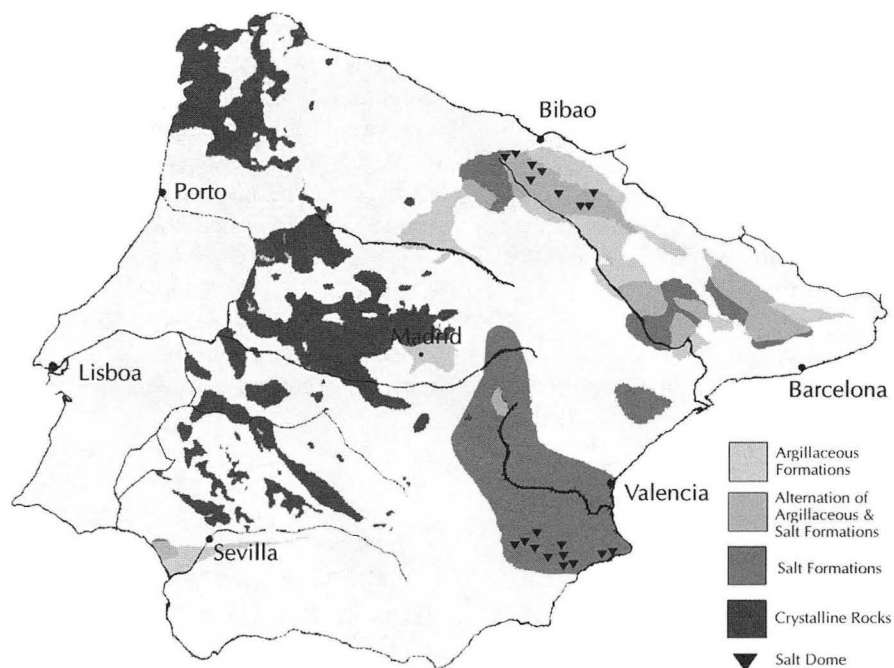 Bibao
Porto
Madrid
Lisboa
Barcelona
Valencia
Sevilla
Argillaceous
Formations
Alternation of
Argillaceous &
Salt Formations
Salt Formations
Crystalline Rocks
Salt Dome